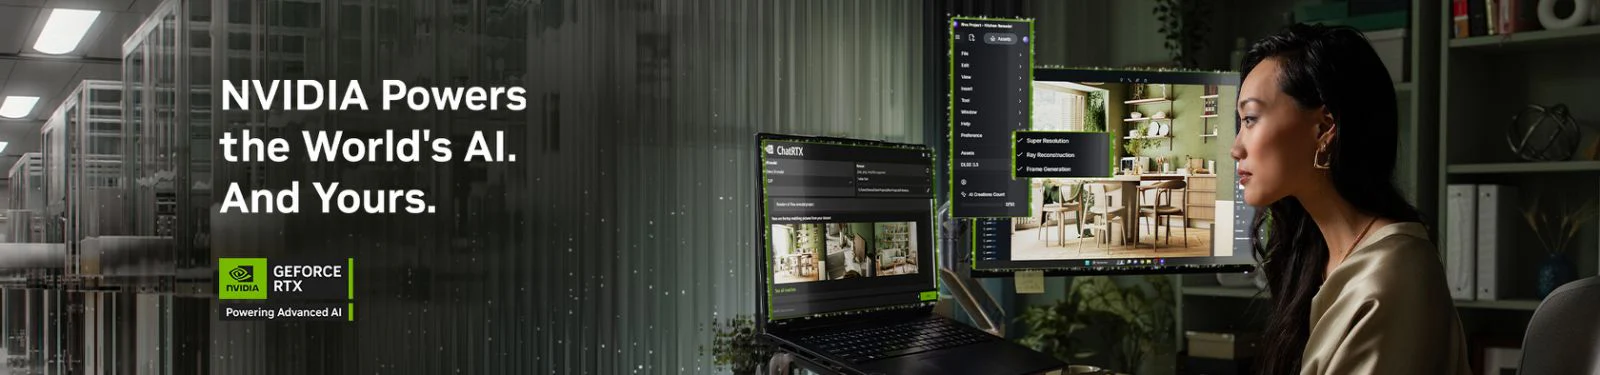 NVIDIA Powers
the World's AI.
And Yours.
NVIDIA
GEFORCE
RTX
Powering Advanced AI
ChatRTX
Assets
File
Edit
View
Insert
Tool
Window
Help
Preference
Assets
DLSS 3.5
AI Creations Count
Super Resolution
Ray Reconstruction
Frame Generation